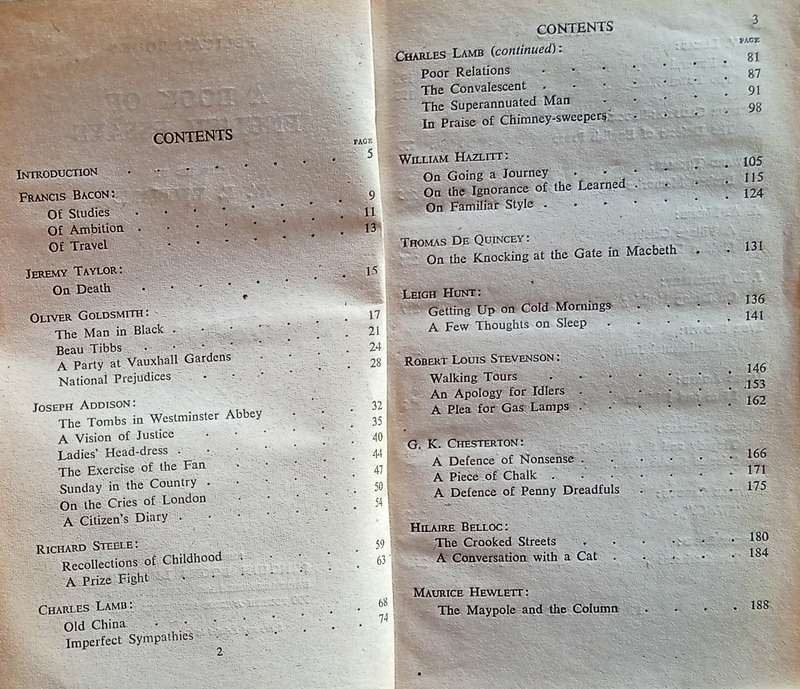 CONTENTS
PAGE
INTRODUCTION . . . . . . . 5
FRANCIS BACON:
Of Studies . . . . . . . 9
Of Ambition . . . . . . . 11
Of Travel . . . . . . . 13
JEREMY TAYLOR:
On Death . . . . . . . 15
OLIVER GOLDSMITH:
The Man in Black . . . . . . . 17
Beau Tibbs . . . . . . . 21
A Party at Vauxhall Gardens . . . . . 24
National Prejudices . . . . . . 28
JOSEPH ADDISON:
The Tombs in Westminster Abbey . . . . 32
A Vision of Justice . . . . . . 35
Ladies' Head-dress . . . . . . 40
The Exercise of the Fan . . . . . 44
Sunday in the Country . . . . . . 47
On the Cries of London . . . . . 50
A Citizen's Diary . . . . . . 54
RICHARD STEELE:
Recollections of Childhood . . . . . 59
A Prize Fight . . . . . . . 63
CHARLES LAMB:
Old China . . . . . . . 68
Imperfect Sympathies . . . . . . 74
2
CONTENTS 3
PAGE
CHARLES LAMB (continued):
Poor Relations . . . . . . . 81
The Convalescent . . . . . . . 87
The Superannuated Man . . . . . . 91
In Praise of Chimney-sweepers . . . . . 98
WILLIAM HAZLITT:
On Going a Journey . . . . . . 105
On the Ignorance of the Learned . . . . . 115
On Familiar Style . . . . . . . 124
THOMAS DE QUINCEY:
On the Knocking at the Gate in Macbeth . . 131
LEIGH HUNT:
Getting Up on Cold Mornings . . . . . 136
A Few Thoughts on Sleep . . . . . 141
ROBERT LOUIS STEVENSON:
Walking Tours . . . . . . . 146
An Apology for Idlers . . . . . . 153
A Plea for Gas Lamps . . . . . . 162
G. K. CHESTERTON:
A Defence of Nonsense . . . . . . 166
A Piece of Chalk . . . . . . . 171
A Defence of Penny Dreadfuls . . . . . 175
HILAIRE BELLOC:
The Crooked Streets . . . . . . 180
A Conversation with a Cat . . . . . 184
MAURICE HEWLETT:
The Maypole and the Column . . . . 188